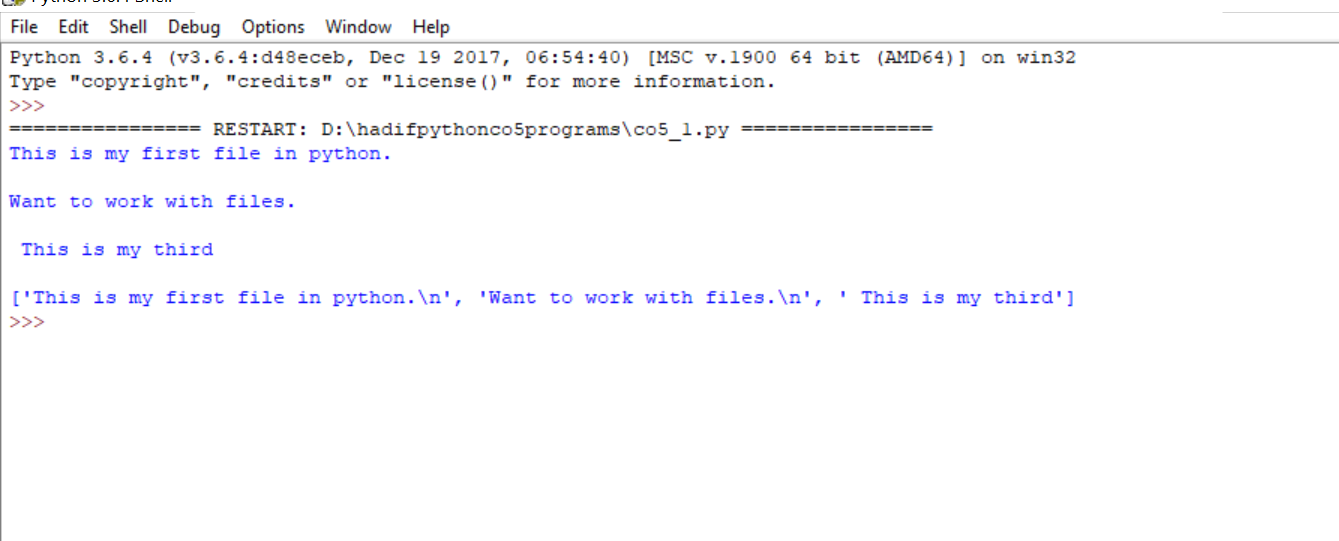 File Edit Shell Debug Options Window Help
Python 3.6.4 (v3.6.4:d48eceb, Dec 19 2017, 06:54:40) [MSC v.1900 64 bit (AMD64)] on win32
Type "copyright", "credits" or "license()" for more information.
>>>
================ RESTART: D:\hadifpythonco5programs\co5_1.py ================
This is my first file in python.
Want to work with files.
 This is my third
['This is my first file in python.\n', 'Want to work with files.\n', ' This is my third']
>>>